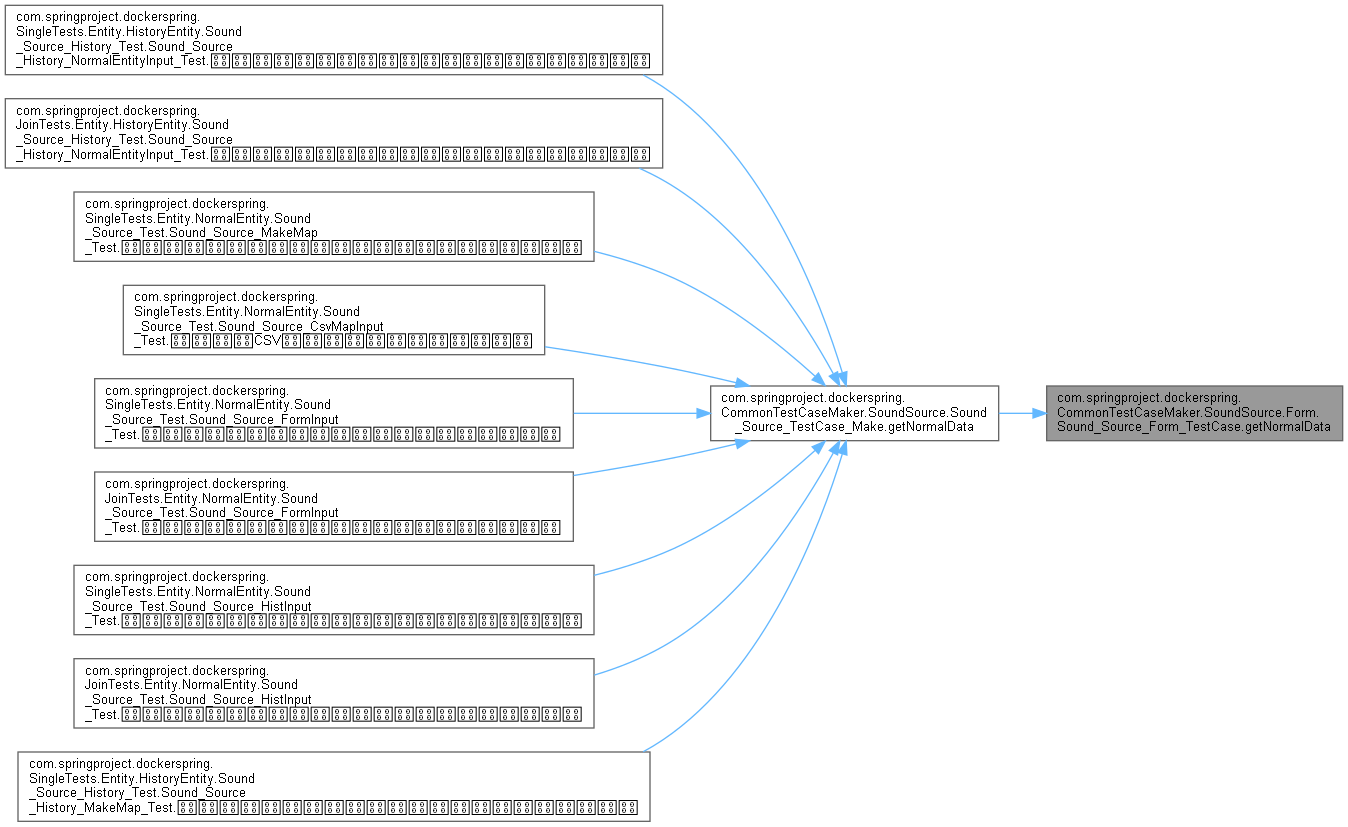 com.springproject.dockerspring.
SingleTests.Entity.HistoryEntity.Sound
_Source_History_Test.Sound_Source
_History_NormalEntityInput_Test.
com.springproject.dockerspring.
JoinTests.Entity.HistoryEntity.Sound
_Source_History_Test.Sound_Source
_History_NormalEntityInput_Test.
com.springproject.dockerspring.
SingleTests.Entity.NormalEntity.Sound
_Source_Test.Sound_Source_MakeMap
_Test.
com.springproject.dockerspring.
SingleTests.Entity.NormalEntity.Sound
_Source_Test.Sound_Source_CsvMapInput
_Test.CSV
com.springproject.dockerspring.
SingleTests.Entity.NormalEntity.Sound
_Source_Test.Sound_Source_FormInput
_Test.
com.springproject.dockerspring.
CommonTestCaseMaker.SoundSource.Sound
_Source_TestCase_Make.getNormalData
com.springproject.dockerspring.
CommonTestCaseMaker.SoundSource.Form.
Sound_Source_Form_TestCase.getNormalData
com.springproject.dockerspring.
JoinTests.Entity.NormalEntity.Sound
_Source_Test.Sound_Source_FormInput
_Test.
com.springproject.dockerspring.
SingleTests.Entity.NormalEntity.Sound
_Source_Test.Sound_Source_HistInput
_Test.
com.springproject.dockerspring.
JoinTests.Entity.NormalEntity.Sound
_Source_Test.Sound_Source_HistInput
_Test.
com.springproject.dockerspring.
SingleTests.Entity.HistoryEntity.Sound
_Source_History_Test.Sound_Source
_History_MakeMap_Test.